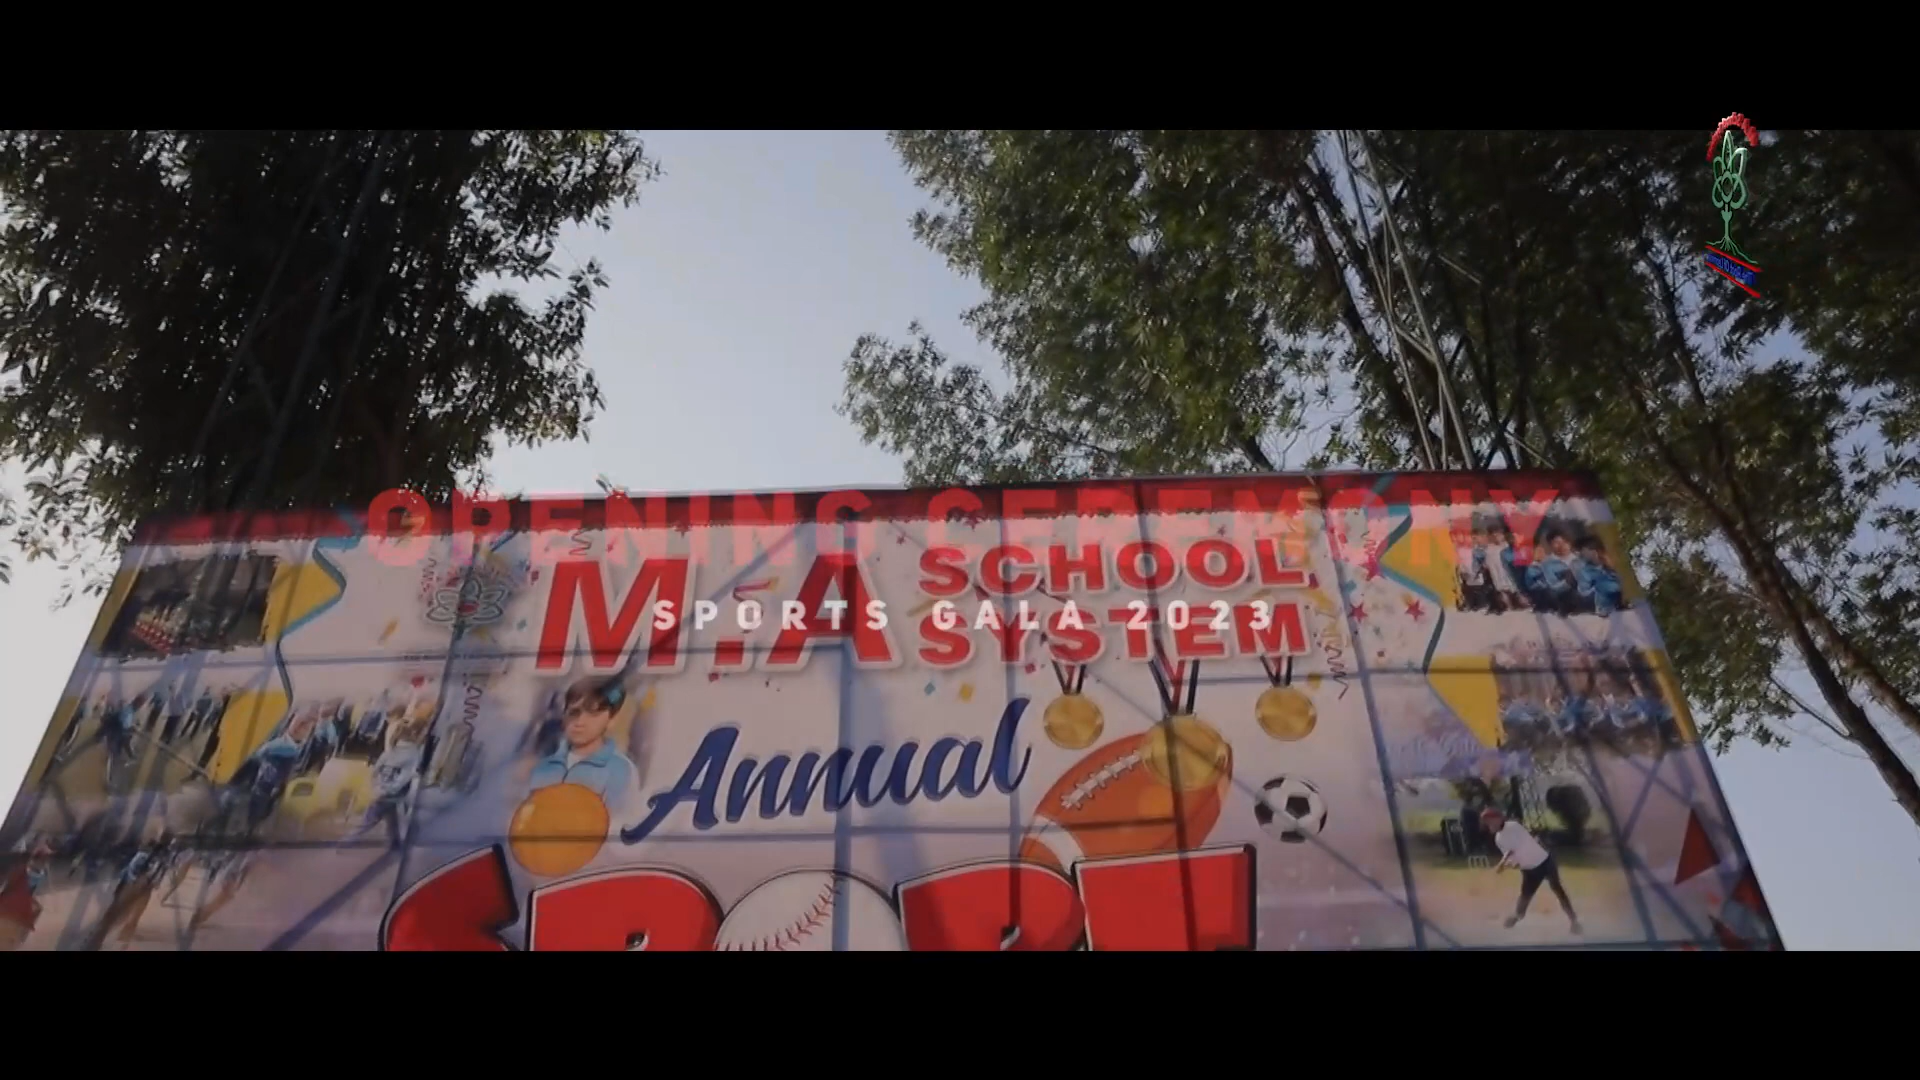 OPENING CEREMONY
M.A SCHOOL
SYSTEM
SPORTS GALA 2023
Annual